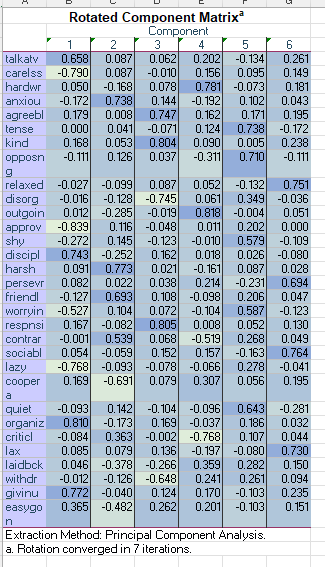 A B C D E F G
Rotated Component Matrixa
Component
1 2 3 4 5 6
talkatv 0.658 0.087 0.062 0.202 -0.134 0.261
carelss -0.790 0.087 -0.010 0.156 0.095 0.149
hardwr 0.050 -0.168 0.078 0.781 -0.073 0.181
anxiou -0.172 0.738 0.144 -0.192 0.102 0.043
agreebl 0.179 0.008 0.747 0.162 0.171 0.195
tense 0.000 0.041 -0.071 0.124 0.738 -0.172
kind 0.168 0.053 0.804 0.090 0.005 0.238
opposn -0.111 0.126 0.037 -0.311 0.710 -0.111
g
relaxed -0.027 -0.099 0.087 0.052 -0.132 0.751
disorg -0.016 -0.128 -0.745 0.061 0.349 -0.036
outgoin 0.012 -0.285 -0.019 0.818 -0.004 0.051
approv -0.839 0.116 -0.048 0.011 0.202 0.000
shy -0.272 0.145 -0.123 -0.010 0.579 -0.109
discipl 0.743 -0.252 0.162 0.018 0.026 -0.080
harsh 0.091 0.773 0.021 -0.161 0.087 0.028
persevr 0.082 0.022 0.038 0.214 -0.231 0.694
friendl -0.127 0.693 0.108 -0.098 0.206 0.047
worryin -0.527 0.104 0.072 -0.104 0.587 -0.123
respnsi 0.167 -0.082 0.805 0.008 0.052 0.130
contrar -0.001 0.539 0.068 -0.519 0.268 0.049
sociabl 0.054 -0.059 0.152 0.157 -0.163 0.764
lazy -0.768 -0.093 -0.078 -0.066 0.278 -0.041
cooper 0.169 -0.691 0.079 0.307 0.056 0.195
a
quiet -0.093 0.142 -0.104 -0.096 0.643 -0.281
organiz 0.810 -0.173 0.169 -0.037 0.186 0.032
criticl -0.084 0.363 -0.002 -0.768 0.107 0.044
lax 0.085 0.079 0.136 -0.197 -0.080 0.730
laidbck 0.046 -0.378 -0.266 0.359 0.282 0.150
withdr -0.012 -0.126 -0.648 0.241 0.261 0.094
givinu 0.772 -0.040 0.124 0.170 -0.103 0.235
easygo 0.365 -0.482 0.262 0.201 -0.103 0.151
n
Extraction Method: Principal Component Analysis.
a. Rotation converged in 7 iterations.